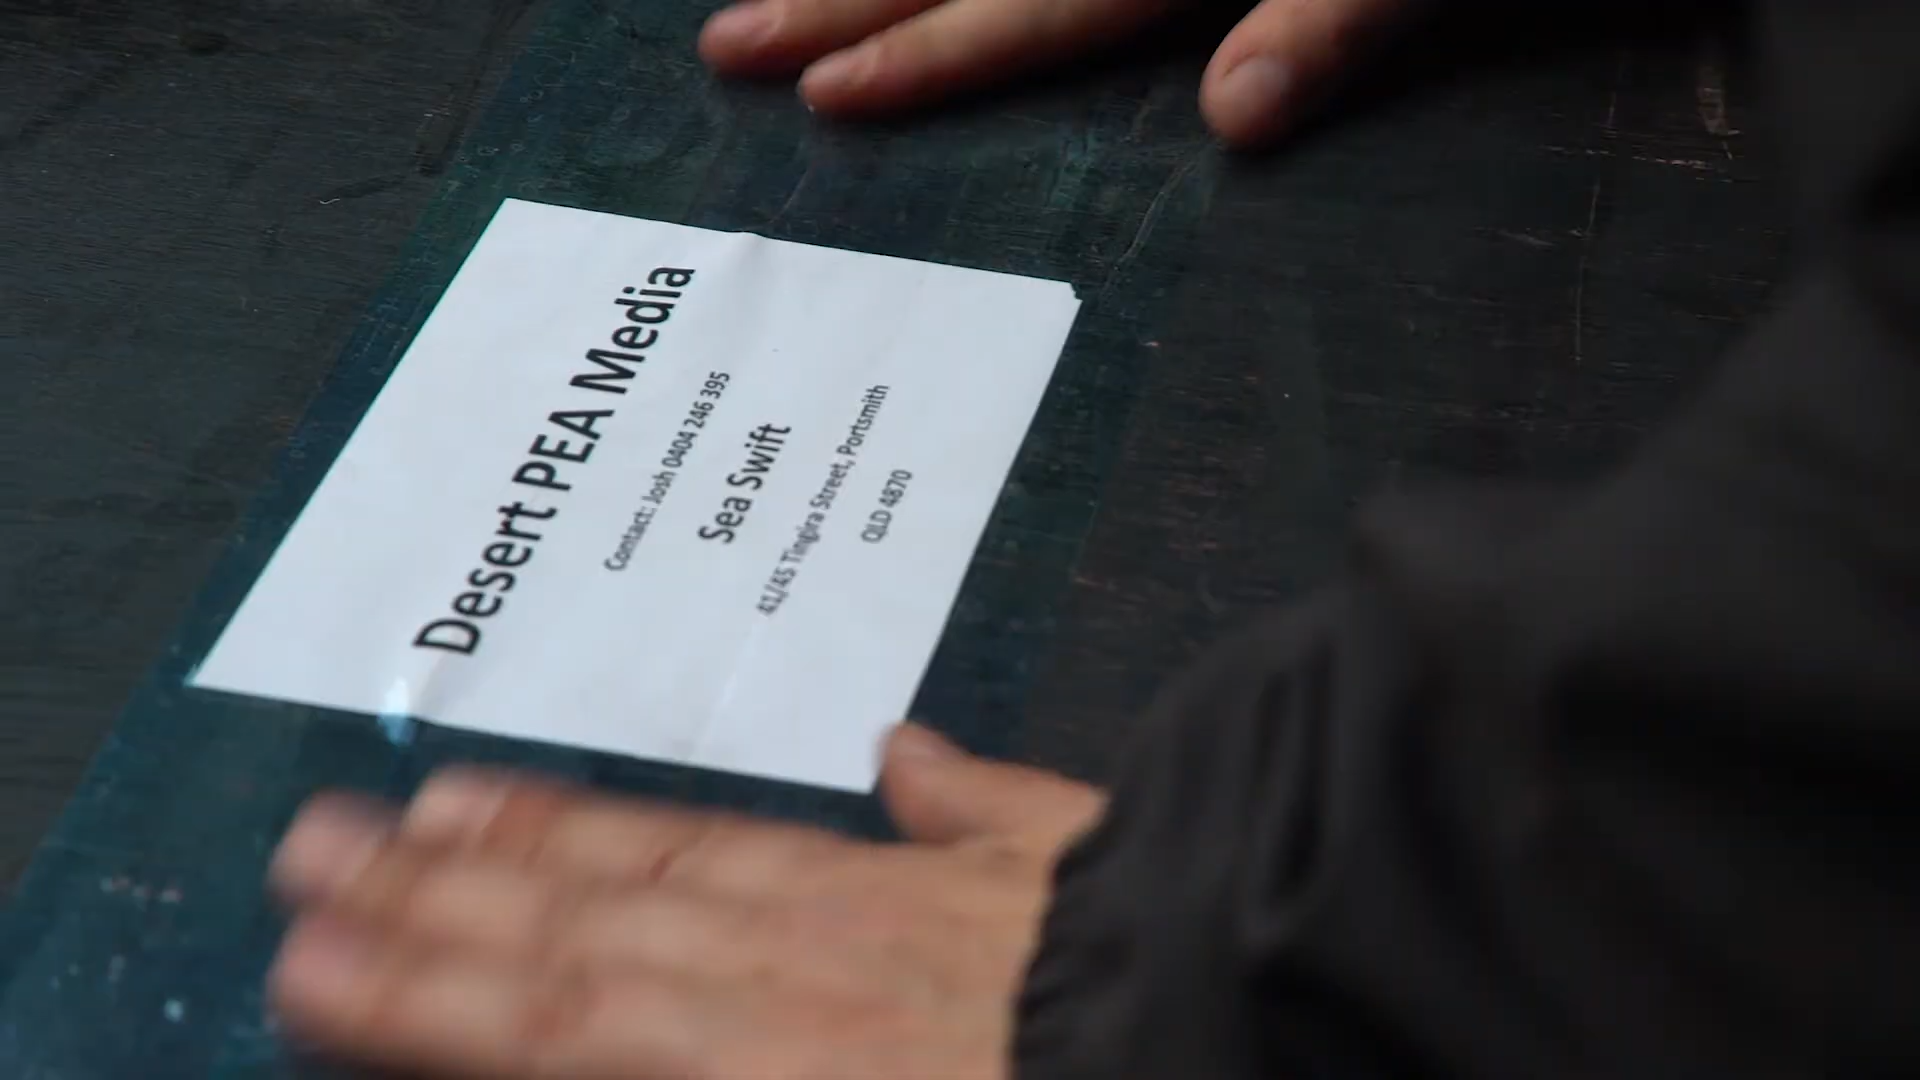 Desert PEA Media
Contact: Josh 0404 246 395
Sea Swift
41/45 Tingira Street, Portsmith
QLD 4870